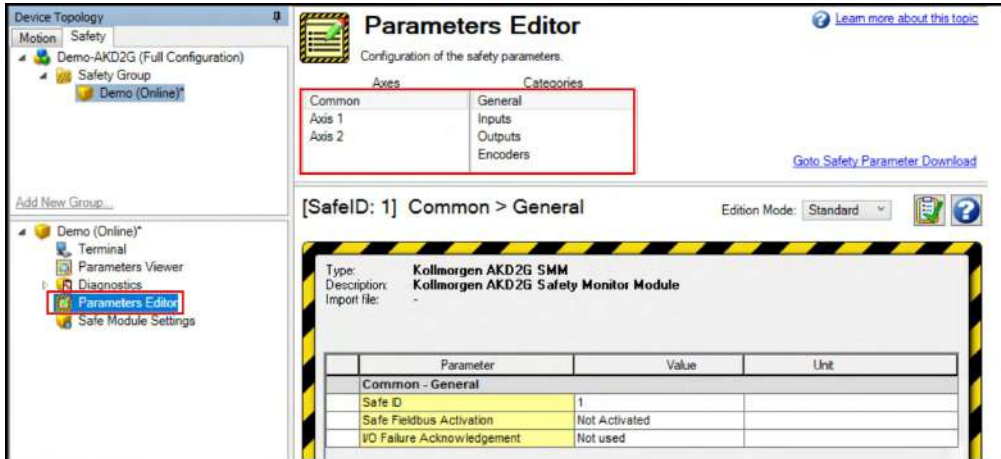 Device Topology
Motion Safety
Demo-AKD2G (Full Configuration)
Safety Group
Demo (Online)*
Add New Group...
Demo (Online)*
Terminal
Parameters Viewer
Diagnostics
Parameters Editor
Safe Module Settings
Parameters Editor
Learn more about this topic
Configuration of the safety parameters.
Axes Categories
Common General
Axis 1 Inputs
Axis 2 Outputs
Encoders
Goto Safety Parameter Download
[SafeID: 1] Common > General
Edition Mode: Standard
Type: Kollmorgen AKD2G SMM
Description: Kollmorgen AKD2G Safety Monitor Module
Import file: -
Parameter Value Unit
Common - General
Safe ID 1
Safe Fieldbus Activation Not Activated
I/O Failure Acknowledgement Not used